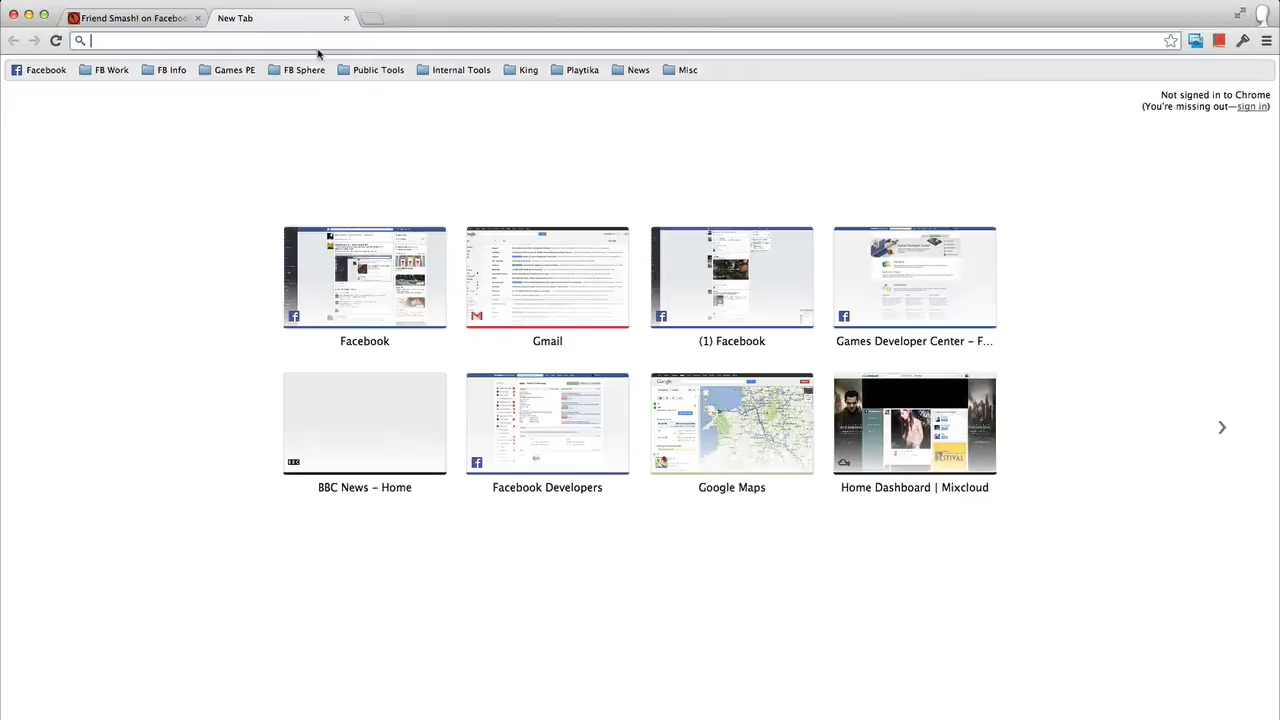 Friend Smash! on Facebo
New Tab
Facebook
FB Work
FB Info
Games PE
FB Sphere
Public Tools
Internal Tools
King
Playtika
News
Misc
Not signed in to Chrome
(You're missing out—sign in)
Facebook
Gmail
(1) Facebook
Games Developer Center – F...
BBC
BBC News – Home
Facebook Developers
Google Maps
Home Dashboard | Mixcloud